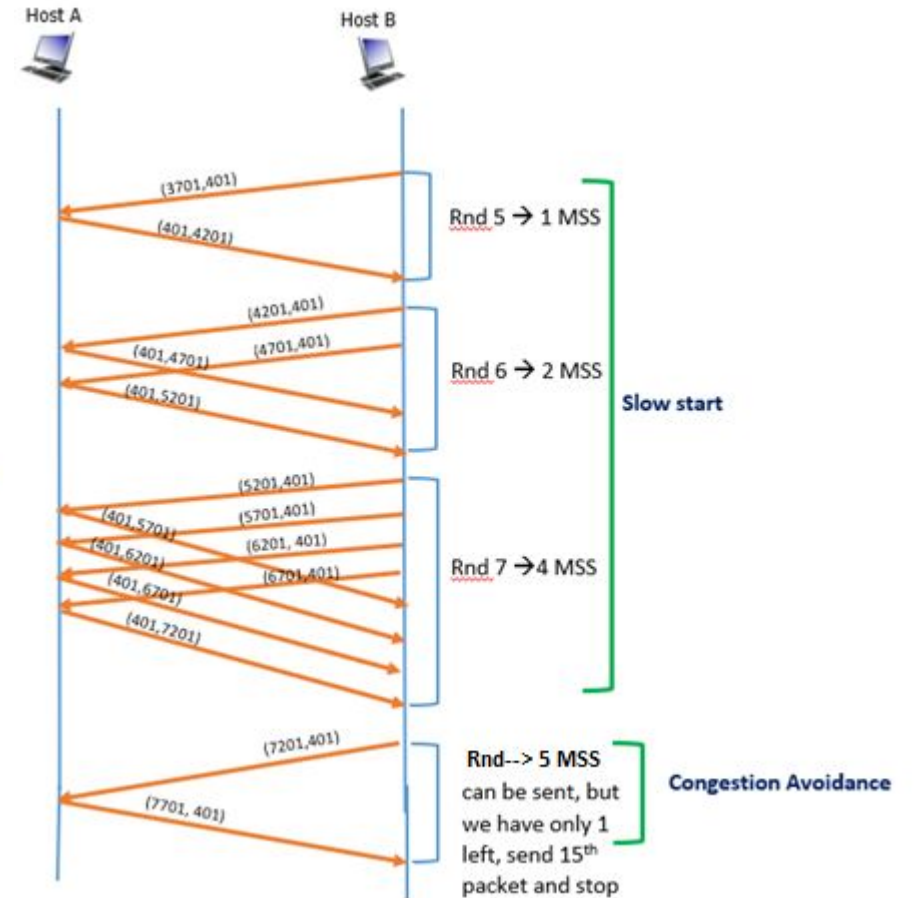 Host A
Host B
(3701,401)
(401,4201)
Rnd 5 → 1 MSS
(4201,401)
(4701,401)
(401,4701)
(401,5201)
Rnd 6 → 2 MSS
Slow start
(5201,401)
(5701,401)
(6201, 401)
(6701,401)
(401,5701)
(401,6201)
(401,6701)
(401,7201)
Rnd 7 →4 MSS
(7201,401)
(7701, 401)
Rnd--> 5 MSS
can be sent, but
we have only 1
left, send 15th
packet and stop
Congestion Avoidance